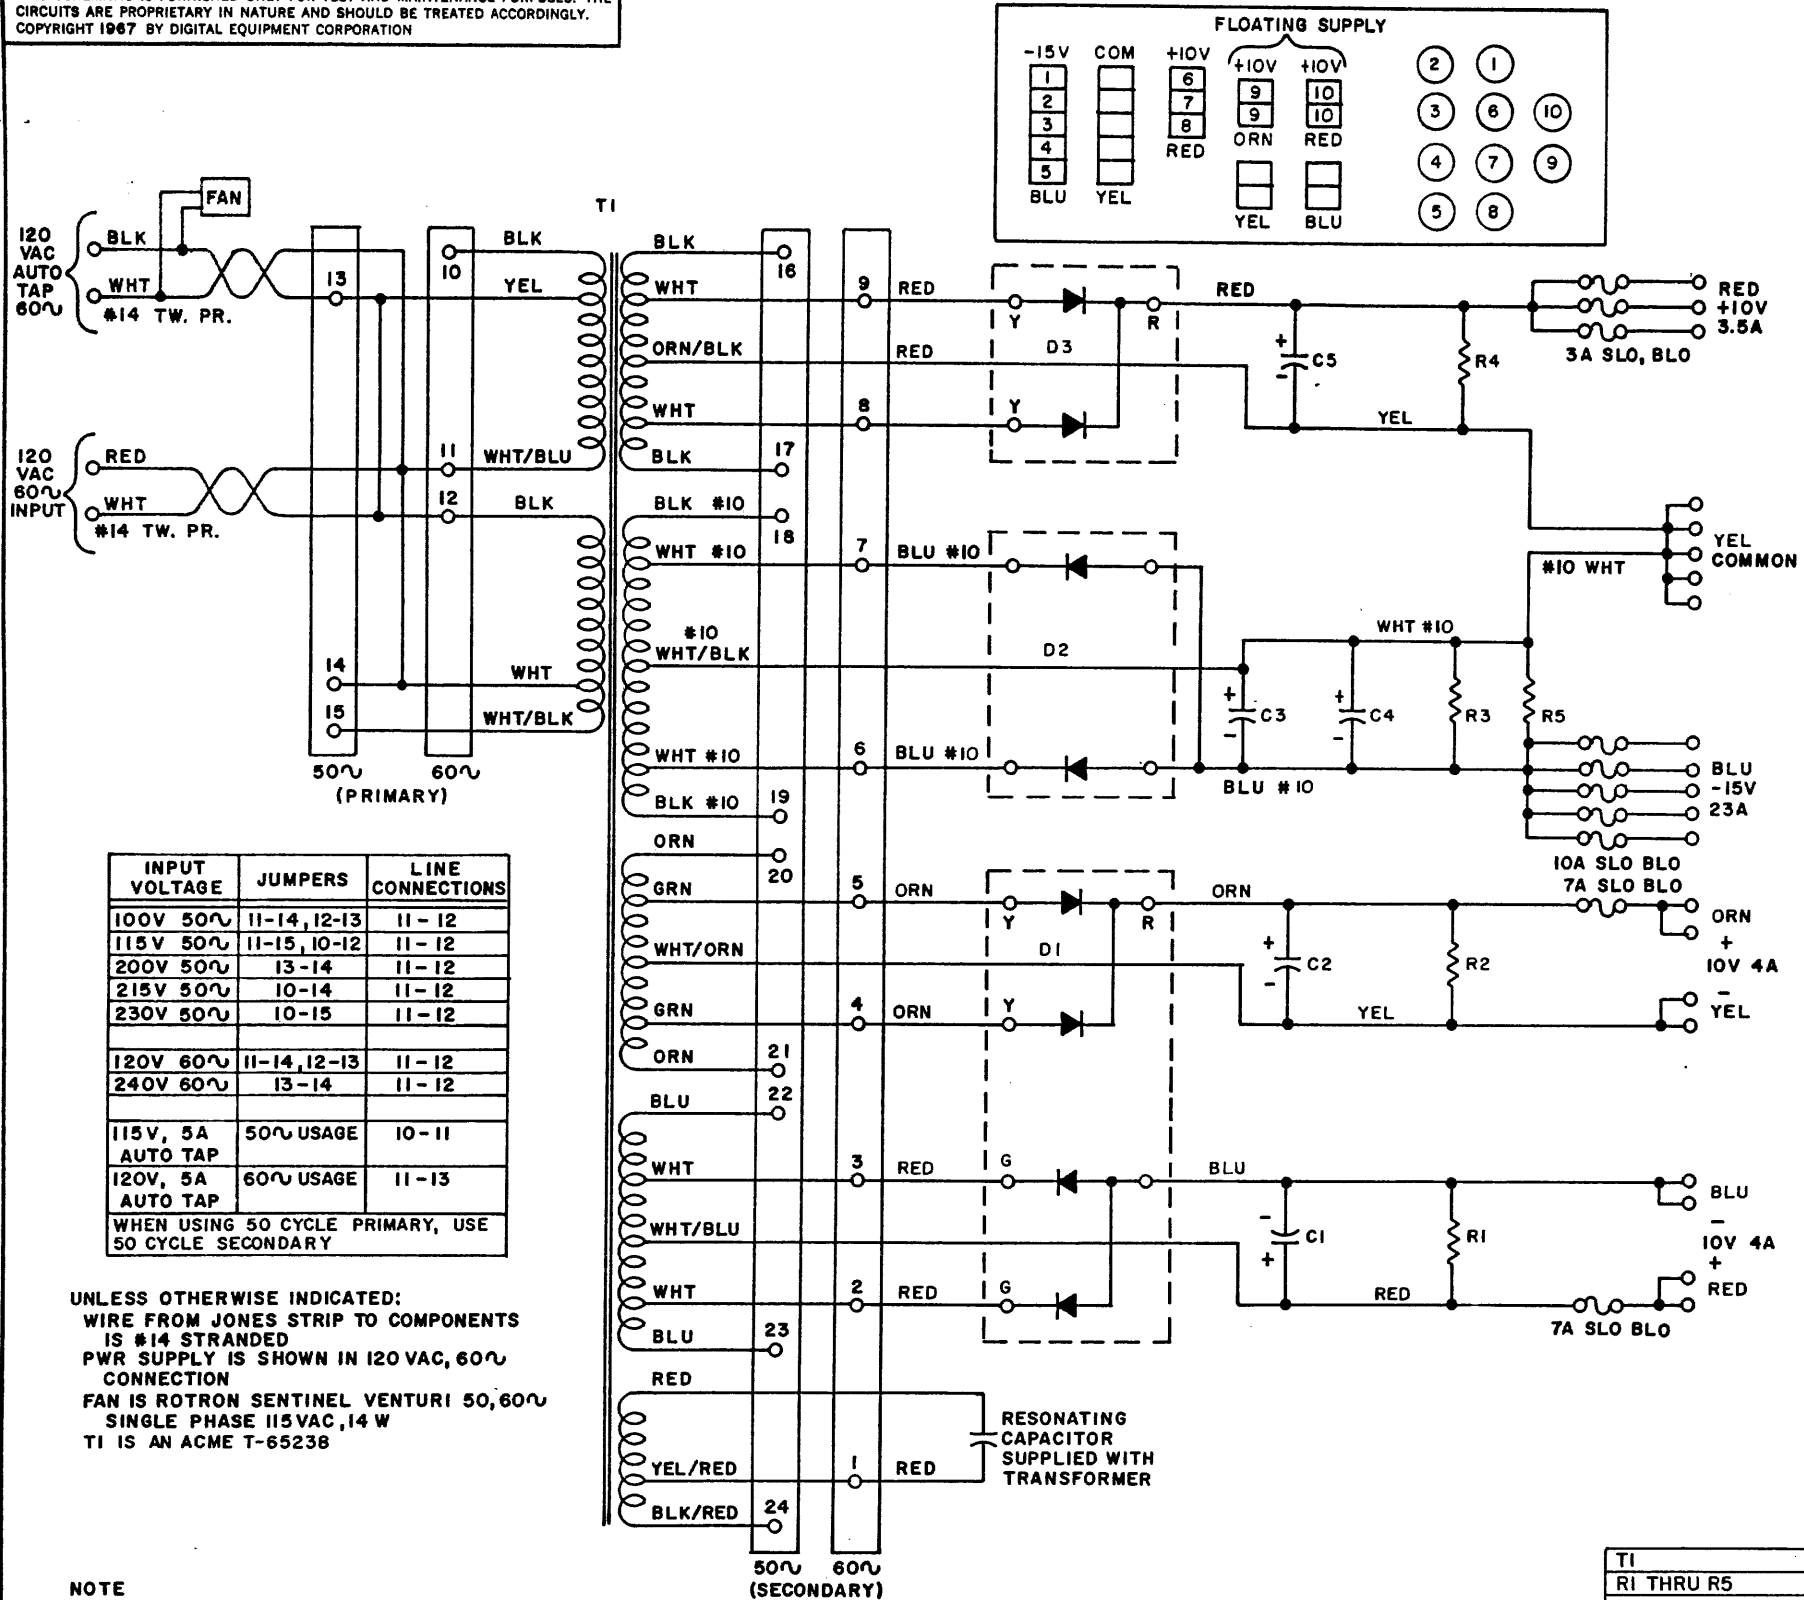 CIRCUITS ARE PROPRIETARY IN NATURE AND SHOULD BE TREATED ACCORDINGLY.
COPYRIGHT 1967 BY DIGITAL EQUIPMENT CORPORATION
FLOATING SUPPLY
-15V COM +10V +10V +10V
1 6 9 10
2 7 9 10
3 8 ORN RED
4 RED
5
BLU YEL YEL BLU
2 1
3 6 10
4 7 9
5 8
FAN
T1
120
VAC
AUTO
TAP
60∿
BLK
WHT
#14 TW. PR.
13
10
BLK
YEL
11
WHT/BLU
12
BLK
120
VAC
60∿
INPUT
RED
WHT
#14 TW. PR.
14
WHT
15
WHT/BLK
50∿ 60∿
(PRIMARY)
BLK 16
WHT 9 RED Y R RED
ORN/BLK RED D3
WHT 8 Y
BLK 17
+
C5
-
R4
YEL
RED
+10V
3.5A
3A SLO, BLO
BLK #10 18
WHT #10 7 BLU #10
#10
WHT/BLK D2
WHT #10 6 BLU #10
BLK #10 19
YEL
COMMON
#10 WHT
WHT #10
+
C3
-
+
C4
-
R3
R5
BLU #10
BLU
-15V
23A
10A SLO BLO
7A SLO BLO
ORN 20
GRN 5 ORN Y R ORN
WHT/ORN D1
GRN 4 ORN Y
ORN 21
+
C2
-
R2
YEL
ORN
+
10V 4A
-
YEL
BLU 22
WHT 3 RED G BLU
WHT/BLU
WHT 2 RED G
BLU 23
-
C1
+
R1
RED
BLU
-
10V 4A
+
RED
7A SLO BLO
RED
YEL/RED 1 RED
BLK/RED 24
RESONATING
CAPACITOR
SUPPLIED WITH
TRANSFORMER
50∿ 60∿
(SECONDARY)
INPUT VOLTAGE JUMPERS LINE CONNECTIONS
100V 50∿ 11-14, 12-13 11-12
115V 50∿ 11-15, 10-12 11-12
200V 50∿ 13-14 11-12
215V 50∿ 10-14 11-12
230V 50∿ 10-15 11-12
120V 60∿ 11-14, 12-13 11-12
240V 60∿ 13-14 11-12
115V, 5A AUTO TAP 50∿ USAGE 10-11
120V, 5A AUTO TAP 60∿ USAGE 11-13
WHEN USING 50 CYCLE PRIMARY, USE
50 CYCLE SECONDARY
UNLESS OTHERWISE INDICATED:
WIRE FROM JONES STRIP TO COMPONENTS
IS #14 STRANDED
PWR SUPPLY IS SHOWN IN 120 VAC, 60∿
CONNECTION
FAN IS ROTRON SENTINEL VENTURI 50,60∿
SINGLE PHASE 115VAC, 14 W
T1 IS AN ACME T-65238
NOTE
T1
R1 THRU R5